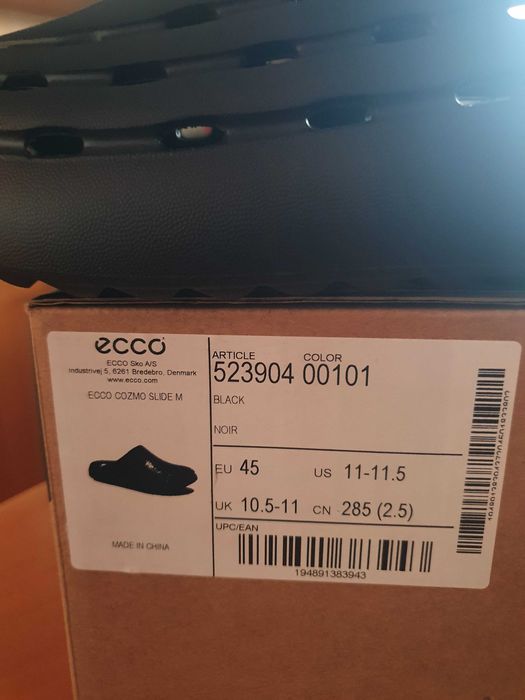 ecco
ECCO Sko A/S
Industrivej 5, 6261 Bredebro, Denmark
www.ecco.com
ECCO COZMO SLIDE M
MADE IN CHINA
ARTICLE COLOR
523904 00101
BLACK
NOIR
EU 45 US 11-11.5
UK 10.5-11 CN 285 (2.5)
UPC/EAN
194891383943